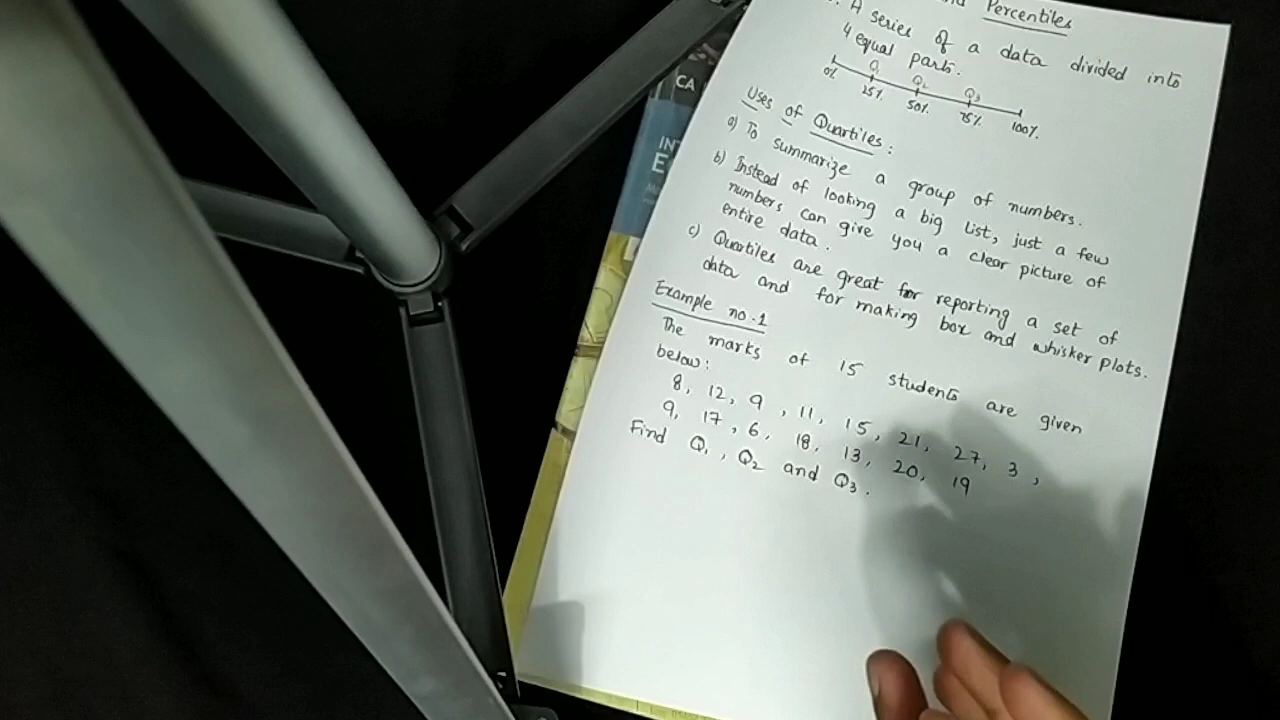 Percentiles
A series of a data divided into
4 equal parts.
Q1 Q2 Q3
0% 25% 50% 75% 100%
Uses of Quartiles :
a) To summarize a group of numbers.
b) Instead of looking a big list, just a few
numbers can give you a clear picture of
entire data.
c) Quartiles are great for reporting a set of
data and for making box and whisker plots.
Example no.1
The marks of 15 students are given
below:
8, 12, 9, 11, 15, 21, 27, 3,
9, 17, 6, 18, 13, 20, 19
Find Q1, Q2 and Q3.
CA